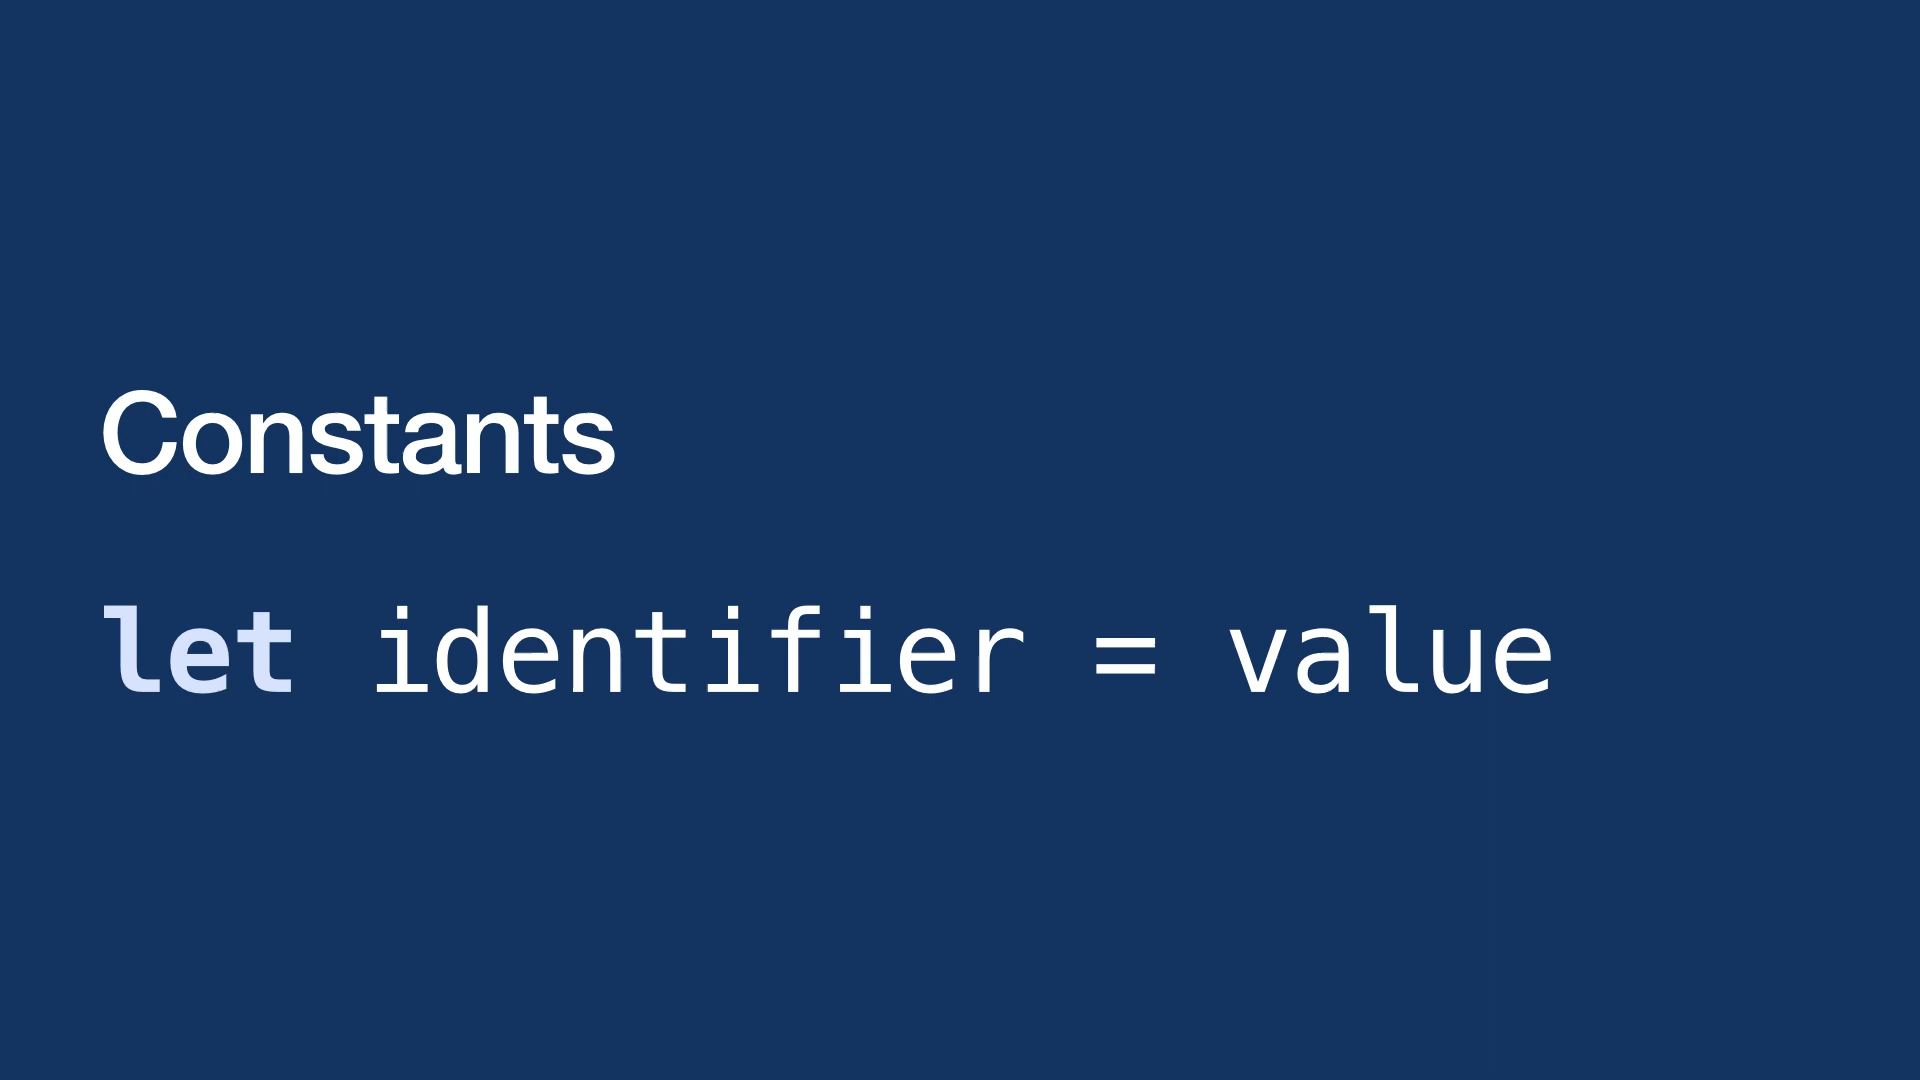 Constants
let identifier = value